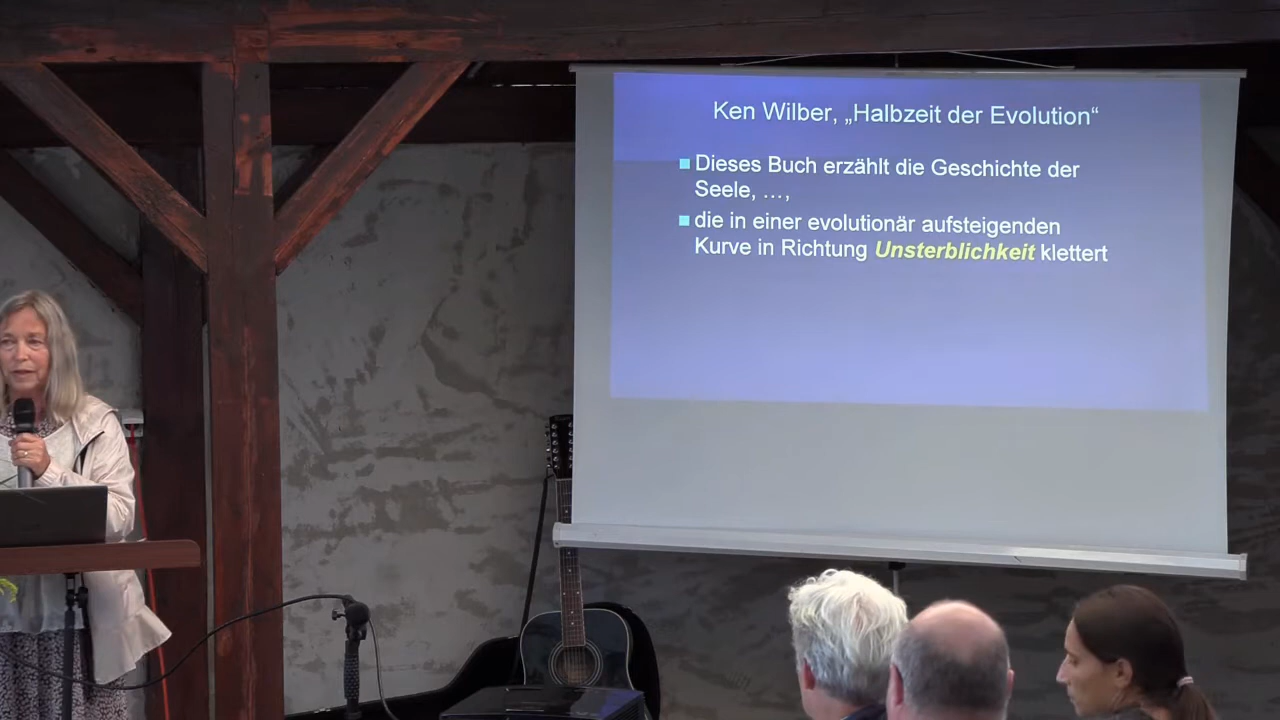 Ken Wilber, „Halbzeit der Evolution“
Dieses Buch erzählt die Geschichte der
Seele, …,
die in einer evolutionär aufsteigenden
Kurve in Richtung Unsterblichkeit klettert